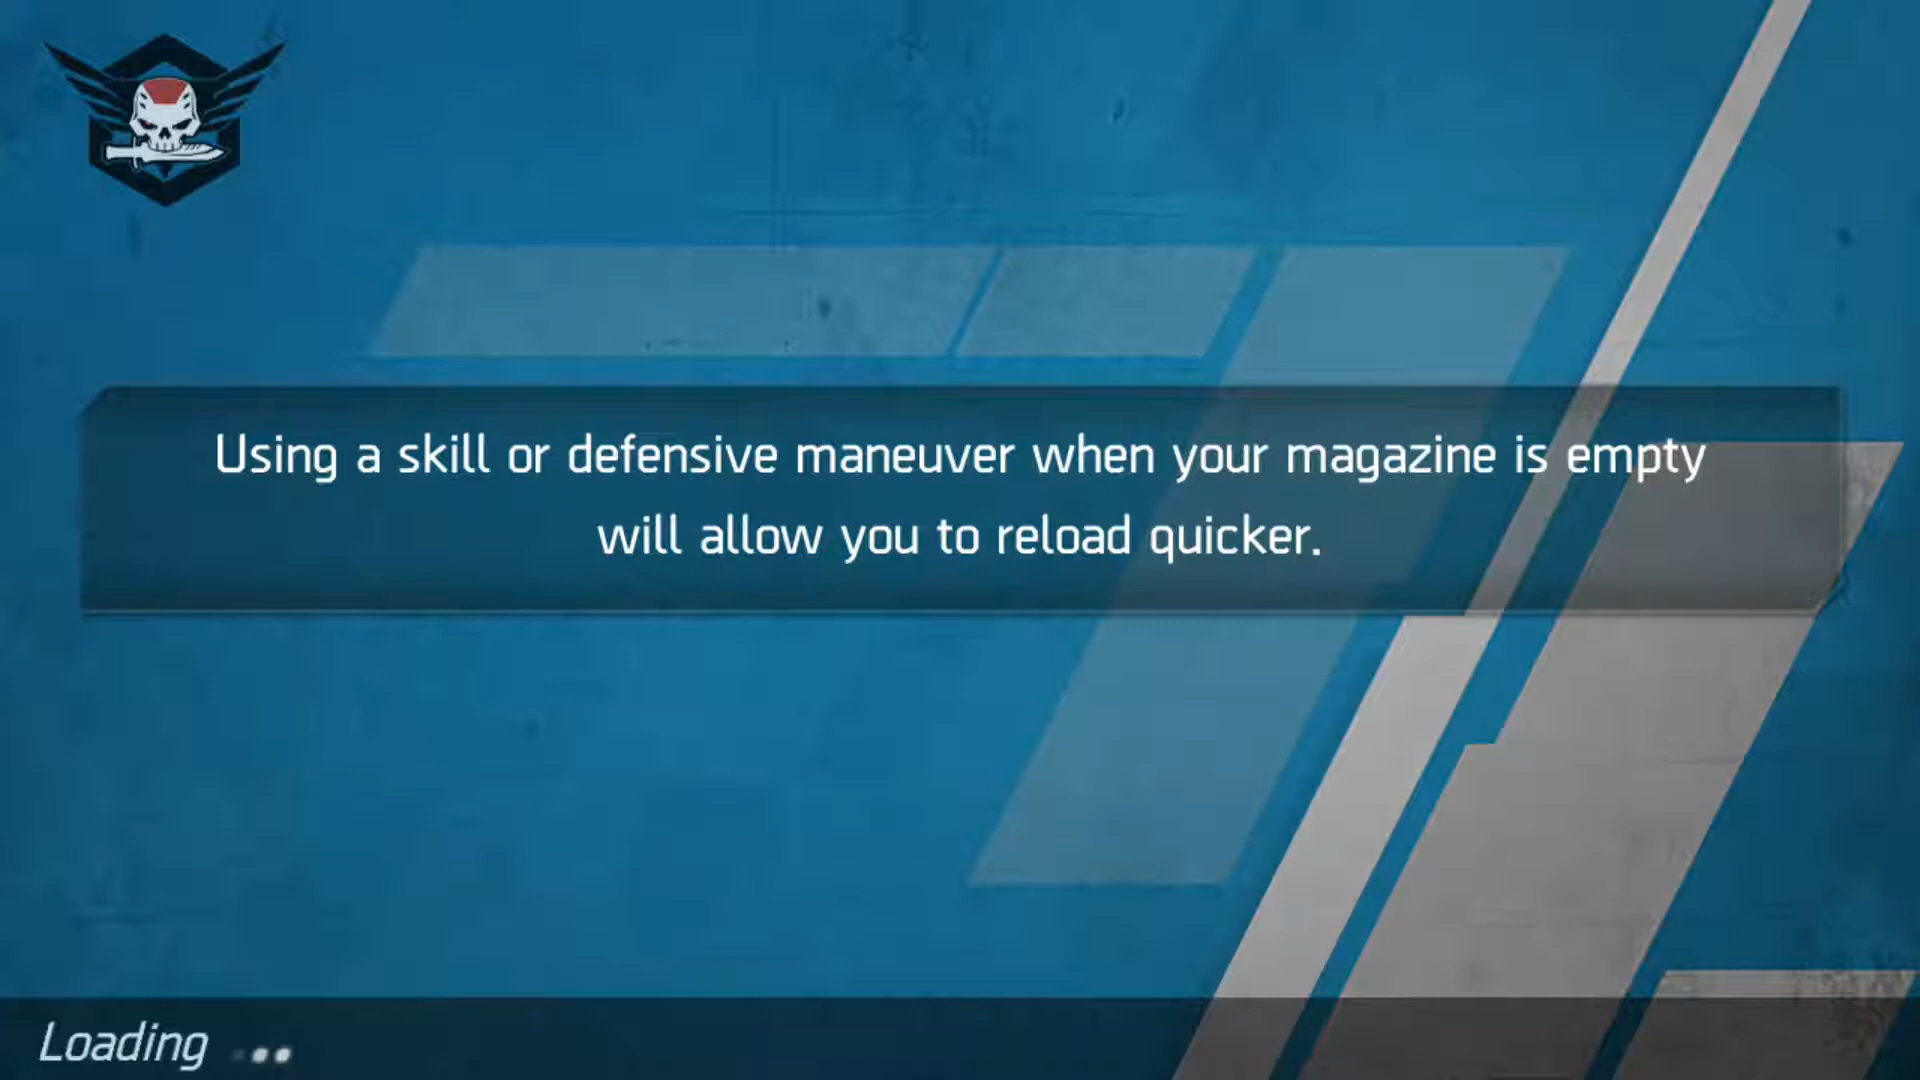 Using a skill or defensive maneuver when your magazine is empty
will allow you to reload quicker.
Loading ...